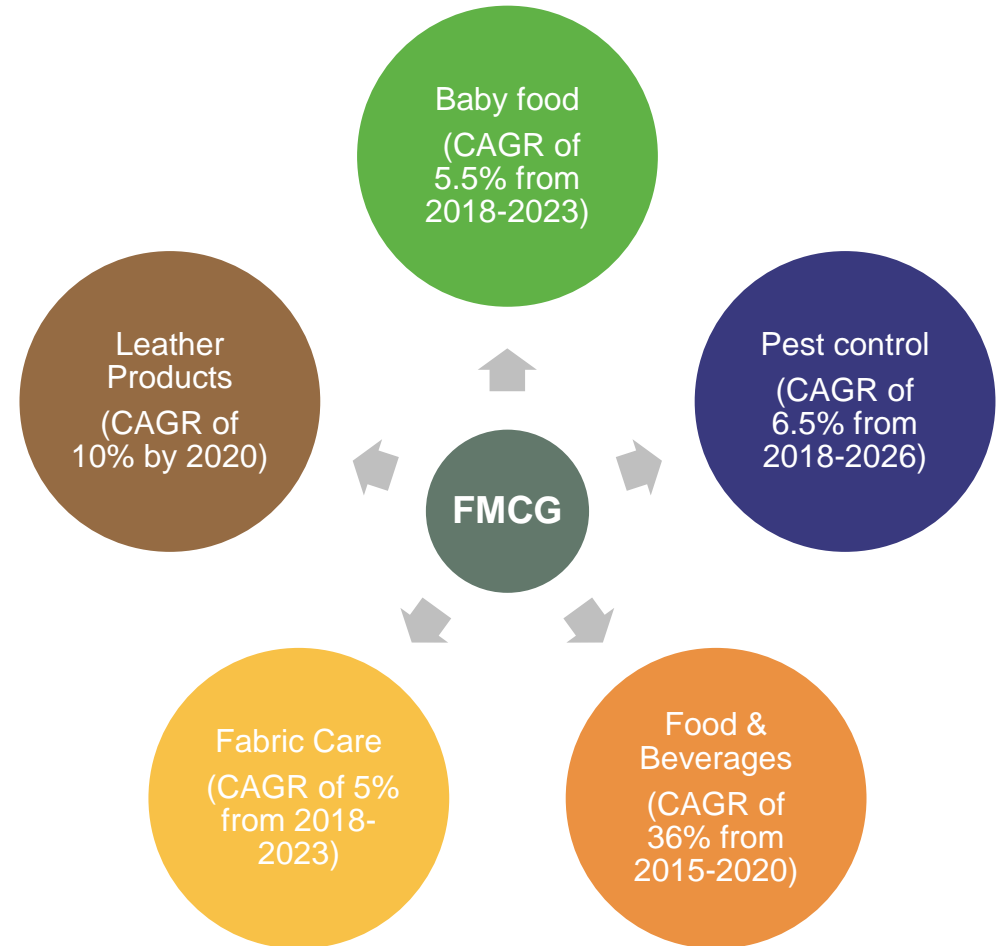 Baby food
(CAGR of
5.5% from
2018-2023)
Leather
Products
(CAGR of
10% by 2020)
Pest control
(CAGR of
6.5% from
2018-2026)
FMCG
Fabric Care
(CAGR of 5%
from 2018-
2023)
Food &
Beverages
(CAGR of
36% from
2015-2020)